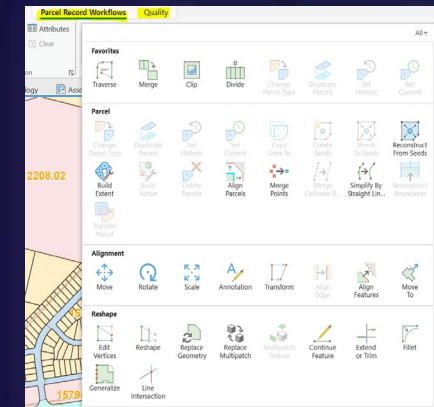 Parcel Record Workflows Quality
Attributes
Clear
All
Favorites
Traverse Merge Clip Divide Change Parcel Type Duplicate Parcels Set Historic Set Current
Parcel
Change Parcel Type Duplicate Parcels Set Historic Set Current Copy Lines To Create Seeds Shrink To Seeds Reconstruct From Seeds
2208.02
Build Extent Build Active Delete Parcels Align Parcels Merge Points Merge Collinear B... Simplify By Straight Lin... Reconstruct Boundaries
Transfer Parcel
Alignment
Move Rotate Scale Annotation Transform Align Edge Align Features Move To
Reshape
Edit Vertices Reshape Replace Geometry Replace Multipatch Multipatch Texture Continue Feature Extend or Trim Fillet
Generalize Line Intersection